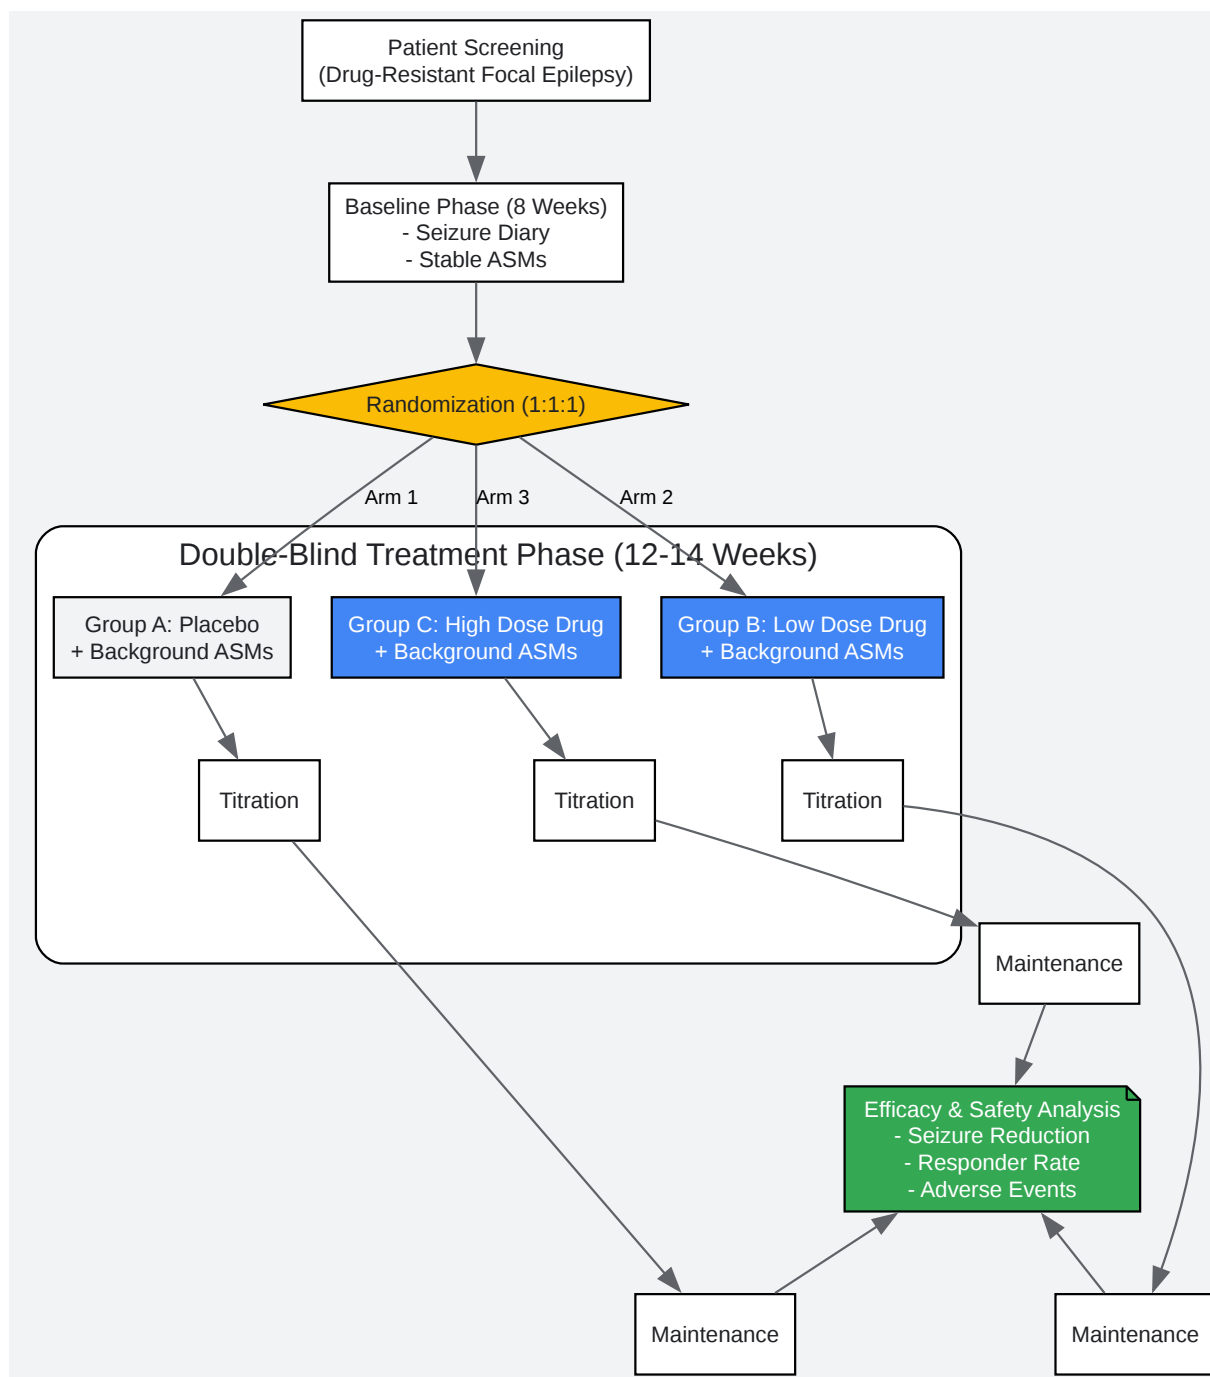 Patient Screening
(Drug-Resistant Focal Epilepsy)
Baseline Phase (8 Weeks)
- Seizure Diary
- Stable ASMs
Randomization (1:1:1)
Arm 1
Arm 3
Arm 2
Double-Blind Treatment Phase (12-14 Weeks)
Group A: Placebo
+ Background ASMs
Group C: High Dose Drug
+ Background ASMs
Group B: Low Dose Drug
+ Background ASMs
Titration
Titration
Titration
Maintenance
Efficacy & Safety Analysis
- Seizure Reduction
- Responder Rate
- Adverse Events
Maintenance
Maintenance